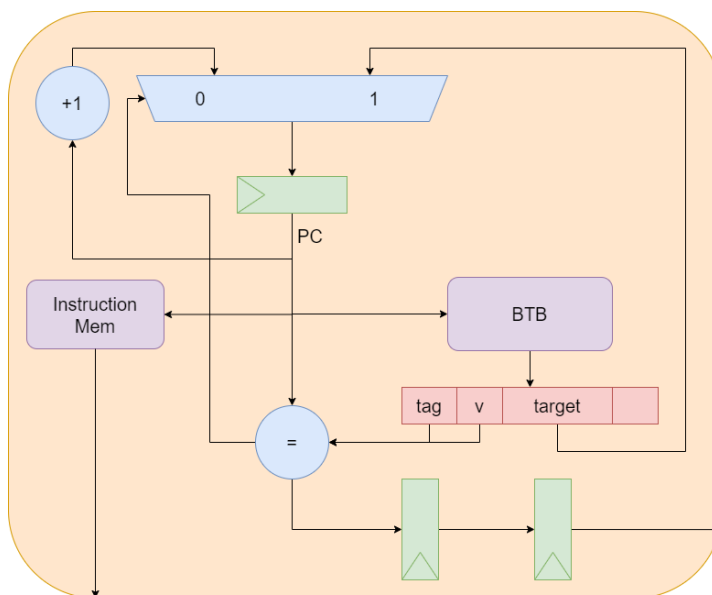 +1
0
1
PC
Instruction
Mem
BTB
tag
v
target
=